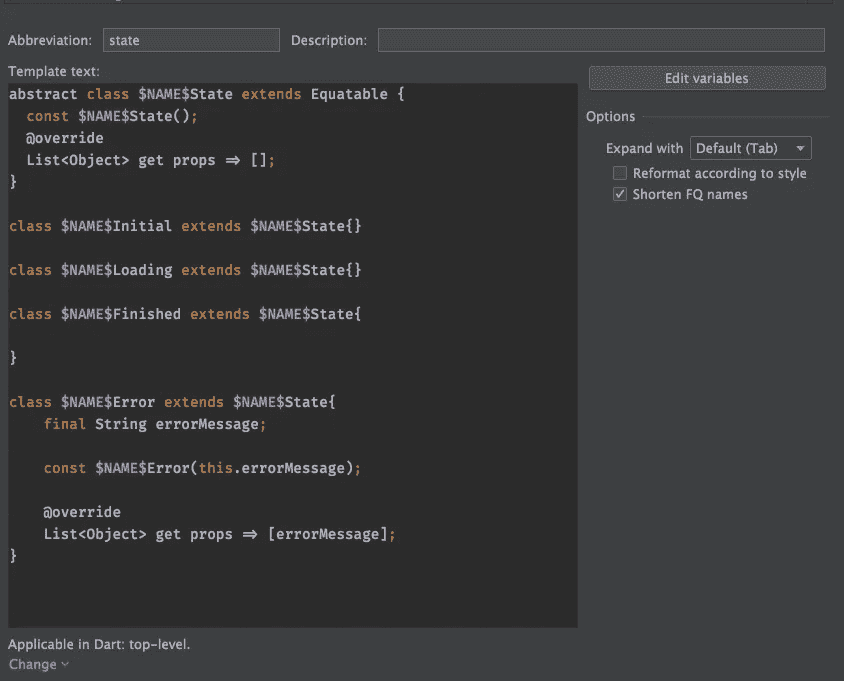 Abbreviation: state Description:
Template text:
Edit variables
abstract class $NAME$State extends Equatable {
  const $NAME$State();
  @override
  List<Object> get props => [];
}
class $NAME$Initial extends $NAME$State{}
class $NAME$Loading extends $NAME$State{}
class $NAME$Finished extends $NAME$State{
}
class $NAME$Error extends $NAME$State{
    final String errorMessage;
    const $NAME$Error(this.errorMessage);
    @override
    List<Object> get props => [errorMessage];
}
Options
Expand with Default (Tab)
Reformat according to style
Shorten FQ names
Applicable in Dart: top-level.
Change